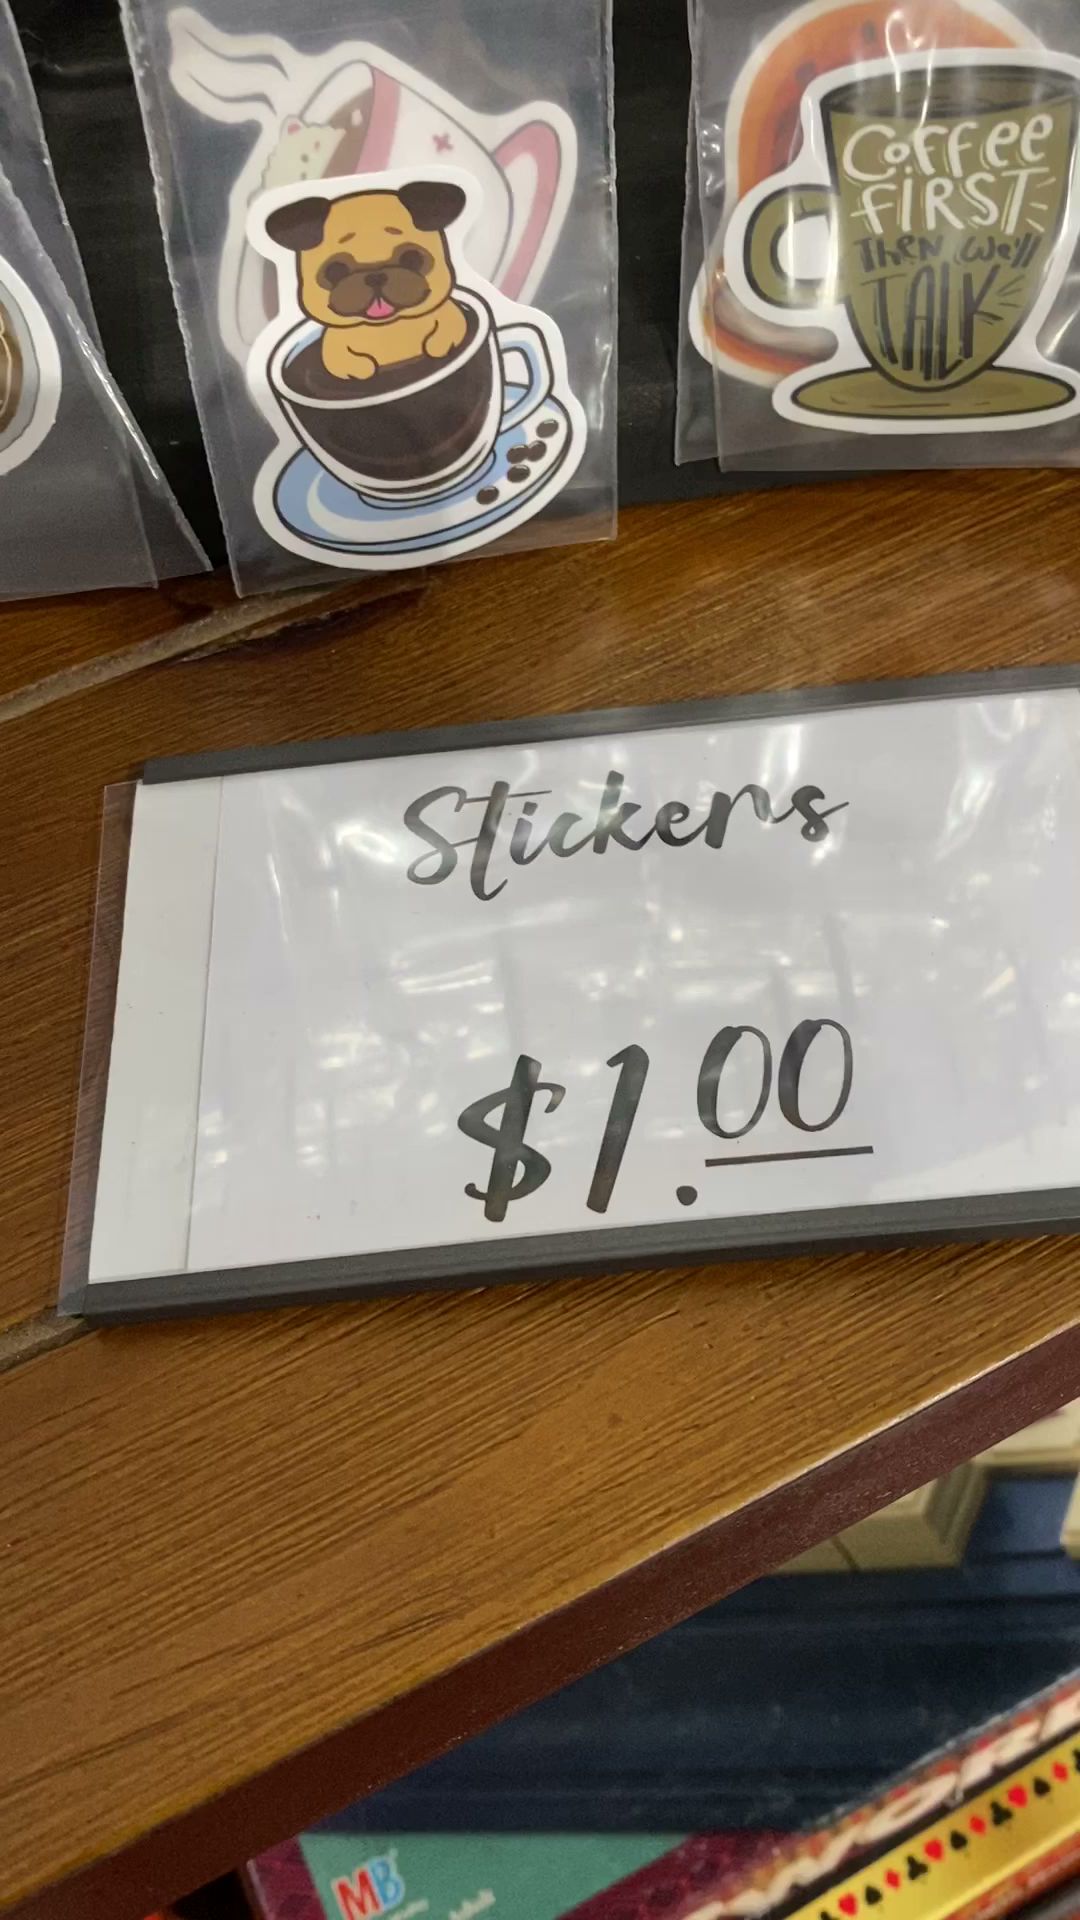 Coffee
FIRST
Then we'll
TALK
Stickers
$1.00
MB